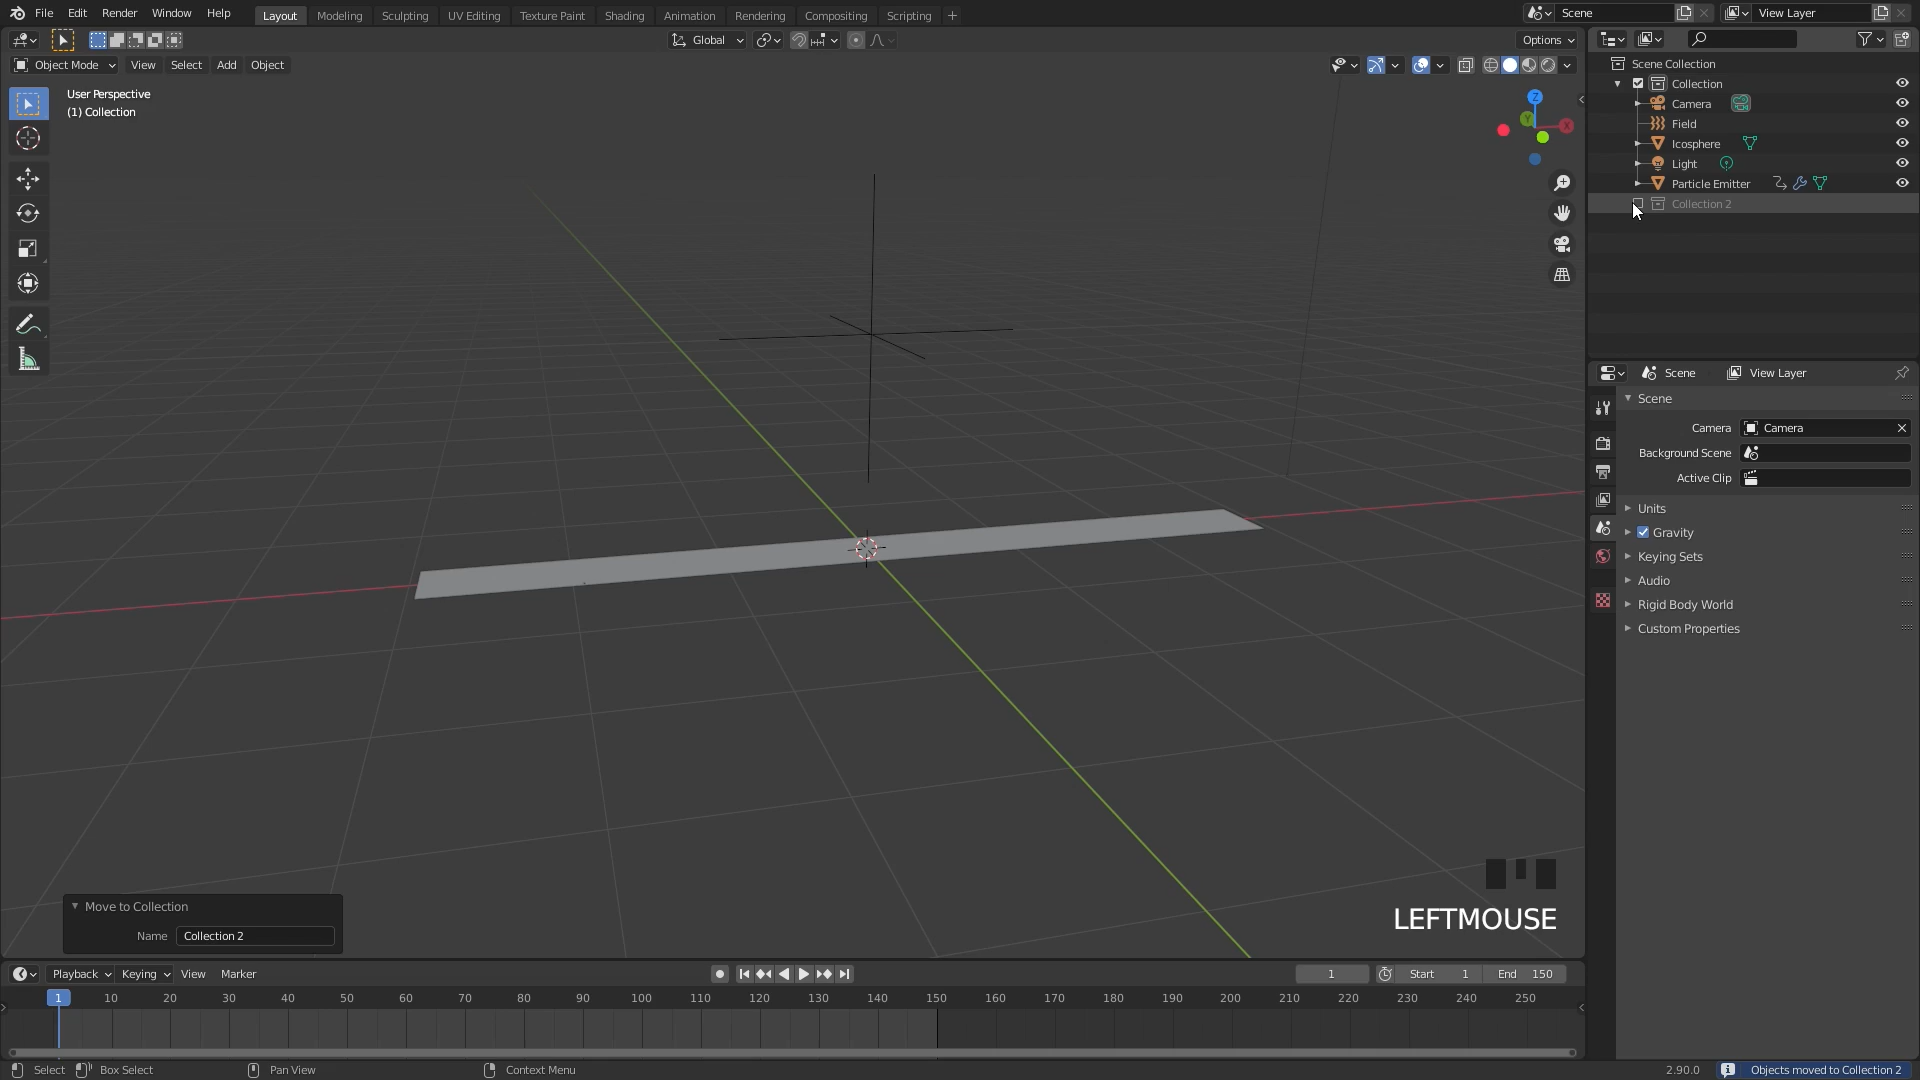 File Edit Render Window Help Layout Modeling Sculpting UV Editing Texture Paint Shading Animation Rendering Compositing Scripting + Scene View Layer
Global Options
Object Mode View Select Add Object
User Perspective
(1) Collection
Z
Y
X
Scene Collection
Collection
Camera
Field
Icosphere
Light
Particle Emitter
Collection 2
Scene View Layer
Scene
Camera Camera
Background Scene
Active Clip
Units
Gravity
Keying Sets
Audio
Rigid Body World
Custom Properties
LEFTMOUSE
Move to Collection
Name Collection 2
Playback Keying View Marker 1 Start 1 End 150
1 10 20 30 40 50 60 70 80 90 100 110 120 130 140 150 160 170 180 190 200 210 220 230 240 250
Select Box Select Pan View Context Menu 2.90.0 Objects moved to Collection 2